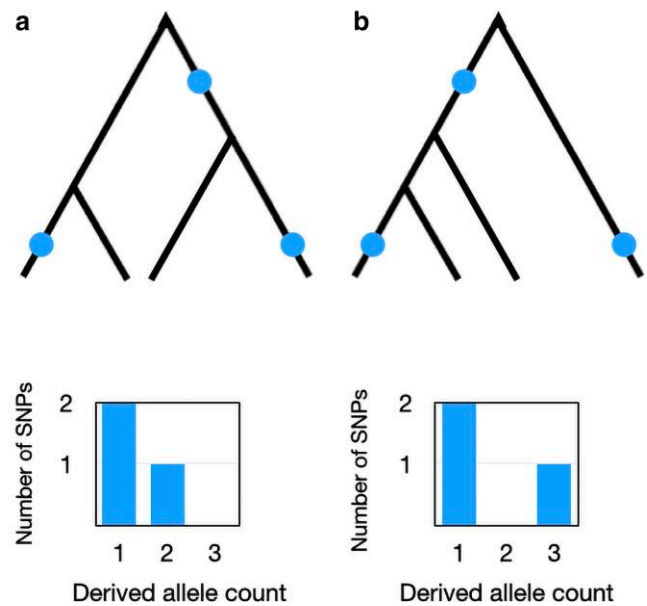 a
b
Number of SNPs
2
1
1 2 3
Derived allele count
Number of SNPs
2
1
1 2 3
Derived allele count